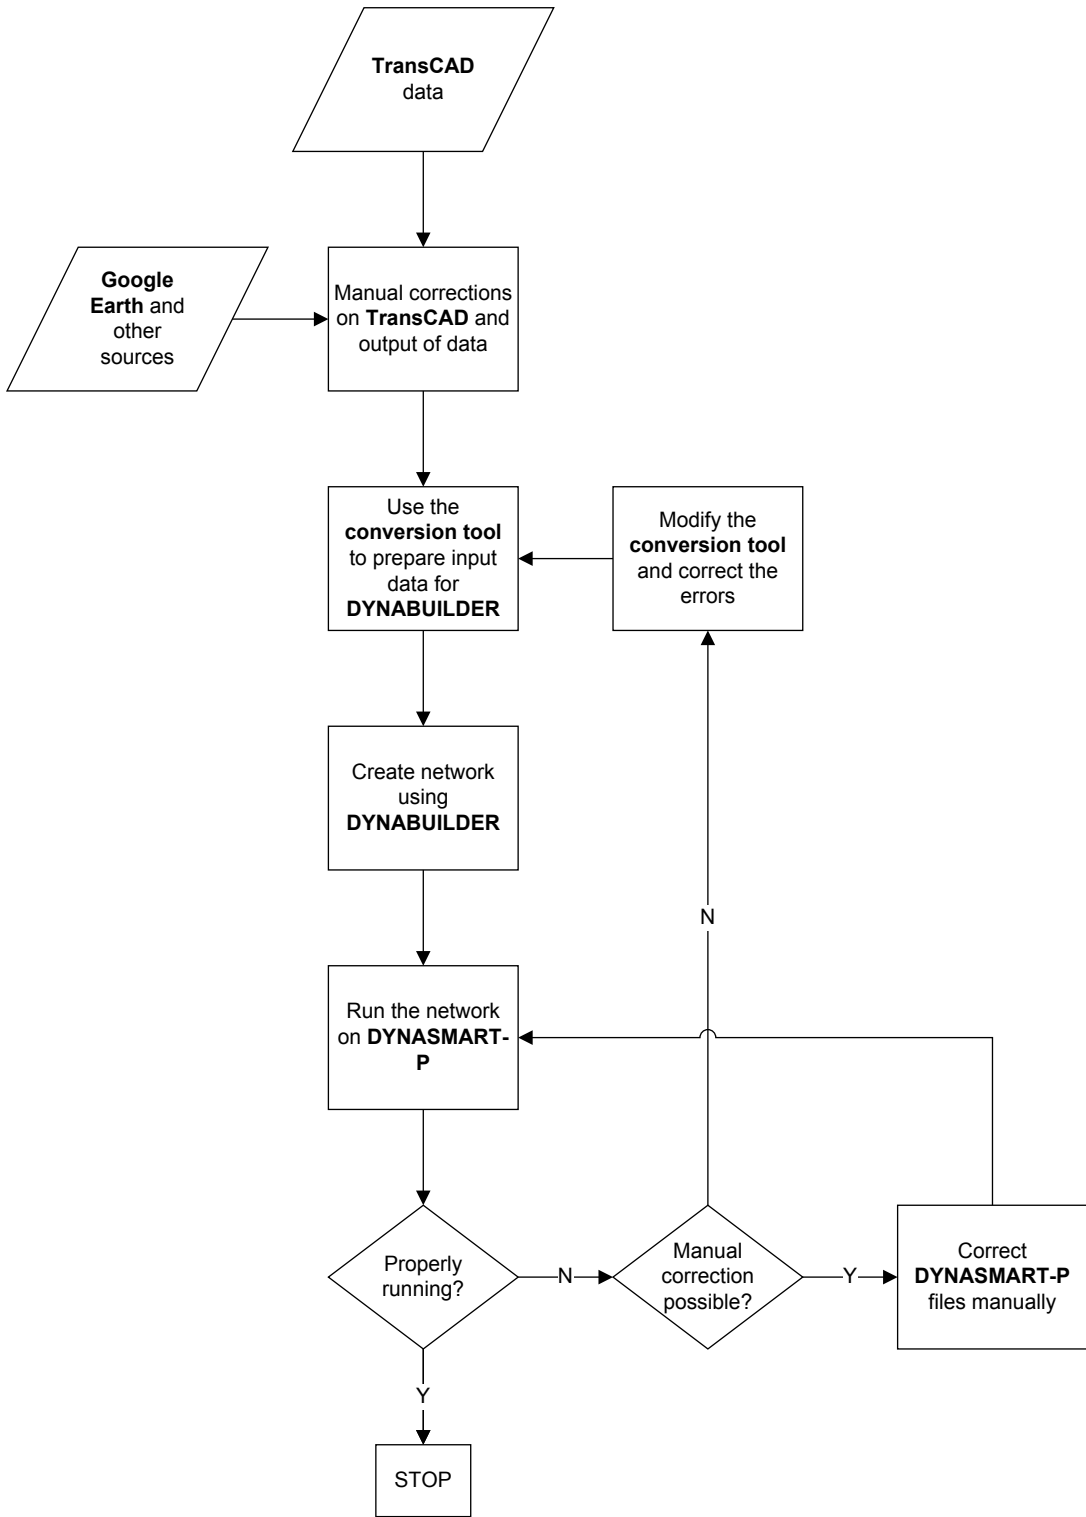 TransCAD
data
Google
Earth and
other
sources
Manual corrections
on TransCAD and
output of data
Use the
conversion tool
to prepare input
data for
DYNABUILDER
Modify the
conversion tool
and correct the
errors
Create network
using
DYNABUILDER
N
Run the network
on DYNASMART-
P
Properly
running?
N
Manual
correction
possible?
Y
Correct
DYNASMART-P
files manually
Y
STOP